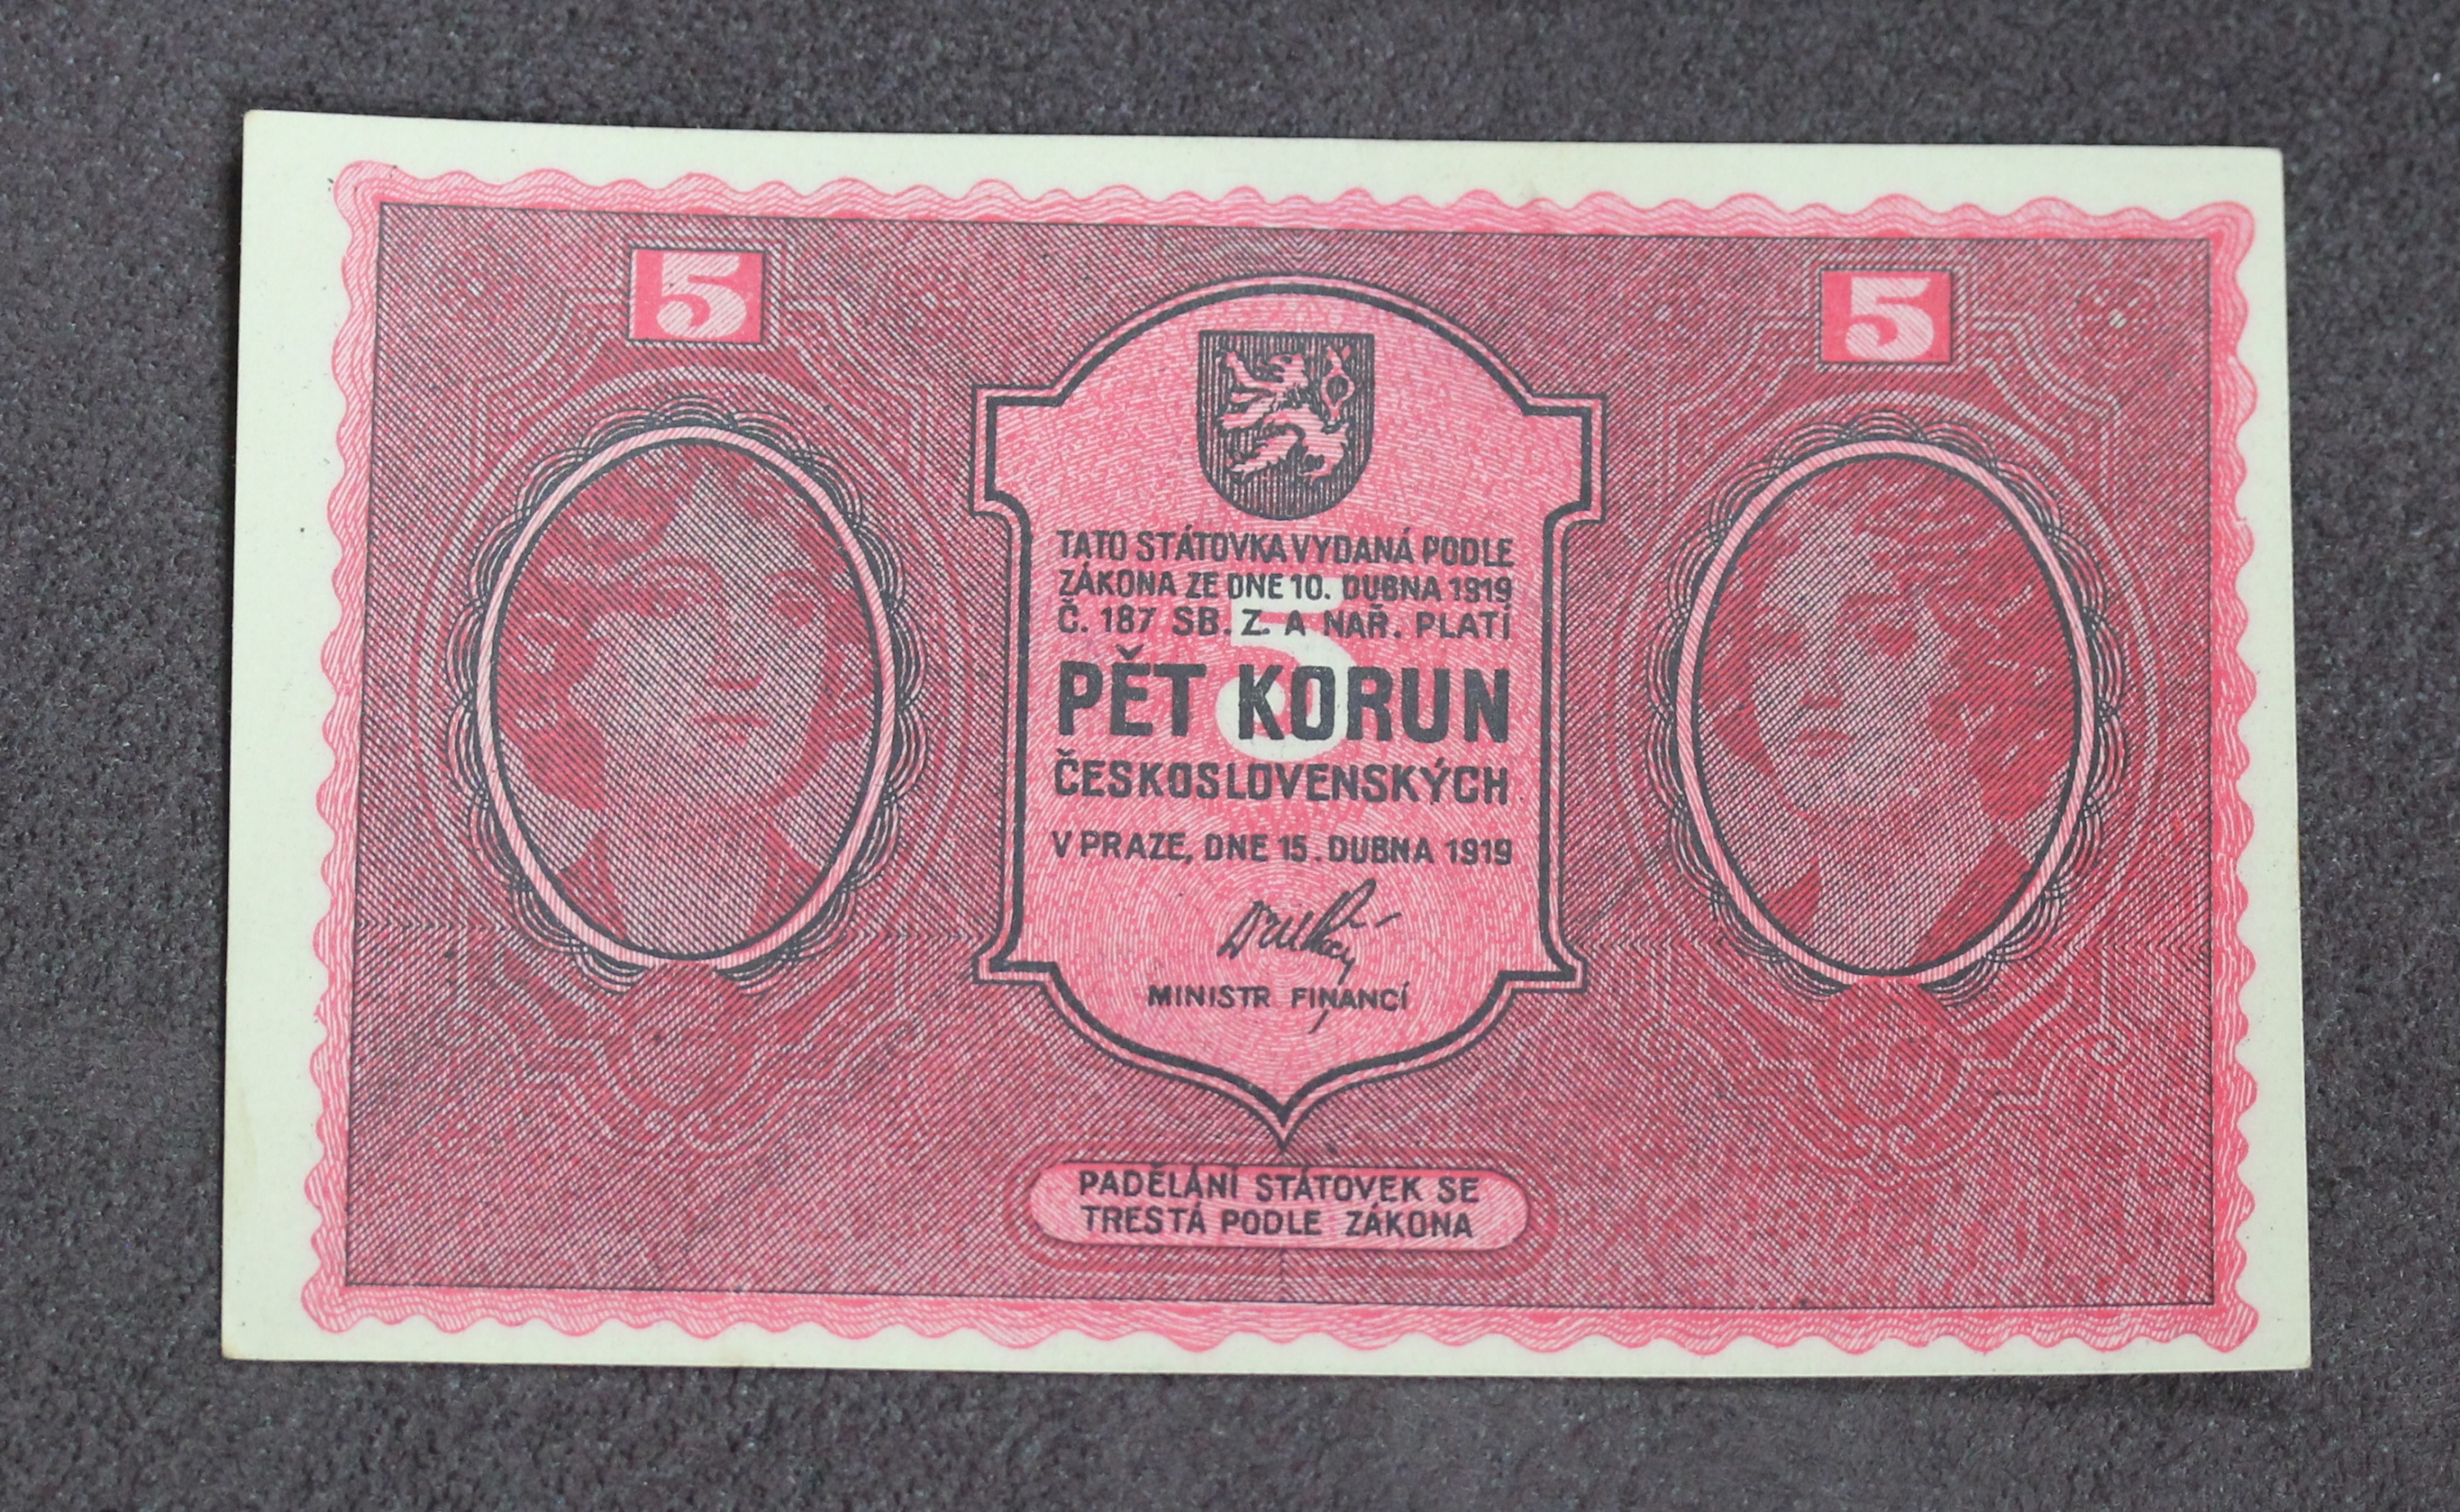 5
5
TATO STÁTOVKA VYDANÁ PODLE
ZÁKONA ZE DNE 10. DUBNA 1919
Č. 187 SB. Z. A NAŘ. PLATÍ
5
PĚT KORUN
ČESKOSLOVENSKÝCH
V PRAZE, DNE 15. DUBNA 1919
MINISTR FINANCÍ
PADĚLÁNÍ STÁTOVEK SE
TRESTÁ PODLE ZÁKONA